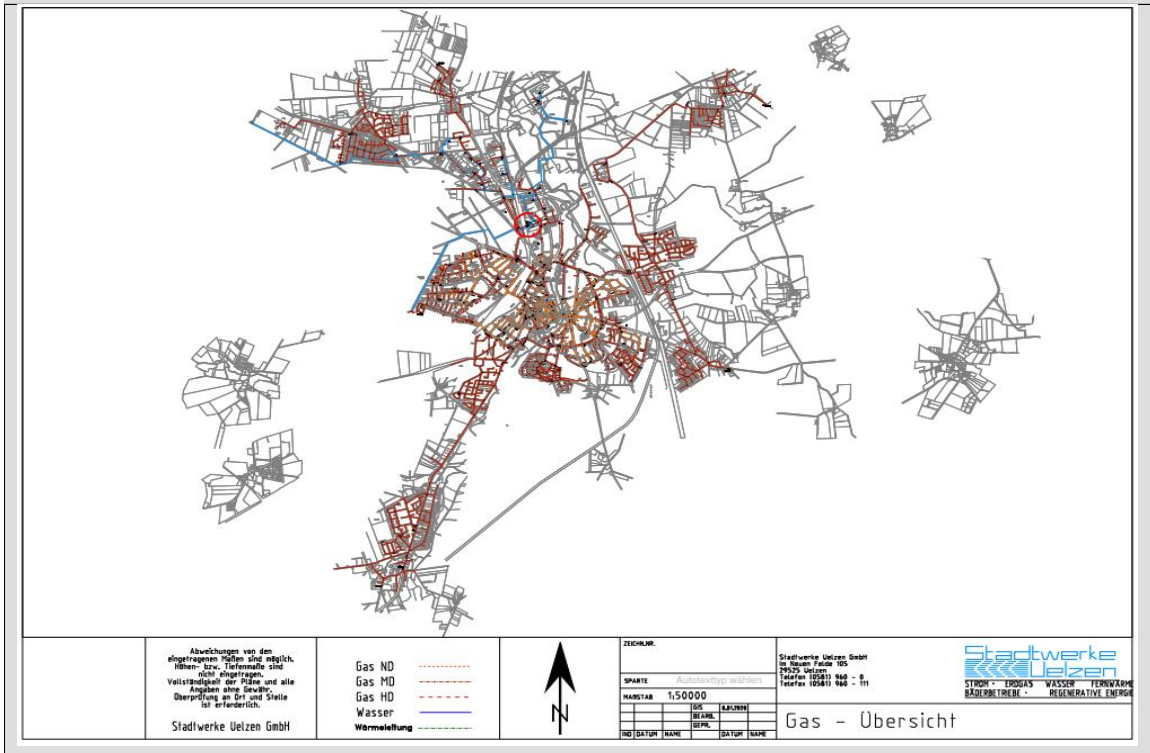 Abweichungen von den
eingetragenen Maßen sind möglich.
Höhen- bzw. Tiefenmaße sind
nicht eingetragen.
Vollständigkeit der Pläne und alle
Angaben ohne Gewähr.
Überprüfung an Ort und Stelle
ist erforderlich.
Stadtwerke Uelzen GmbH
Gas ND
Gas MD
Gas HD
Wasser
Wärmeleitung
N
ZEICHN.NR.
SPARTE Autotexttyp wählen
MAßSTAB 1:50000
GIS
BEARB.
GEPR.
IND DATUM NAME DATUM NAME
Stadtwerke Uelzen GmbH
Im Neuen Felde 105
29525 Uelzen
Telefon (0581) 960 - 0
Telefax (0581) 960 - 111
Stadtwerke
Uelzen
STROM · ERDGAS WASSER FERNWÄRME
BÄDERBETRIEBE · REGENERATIVE ENERGIE
Gas - Übersicht